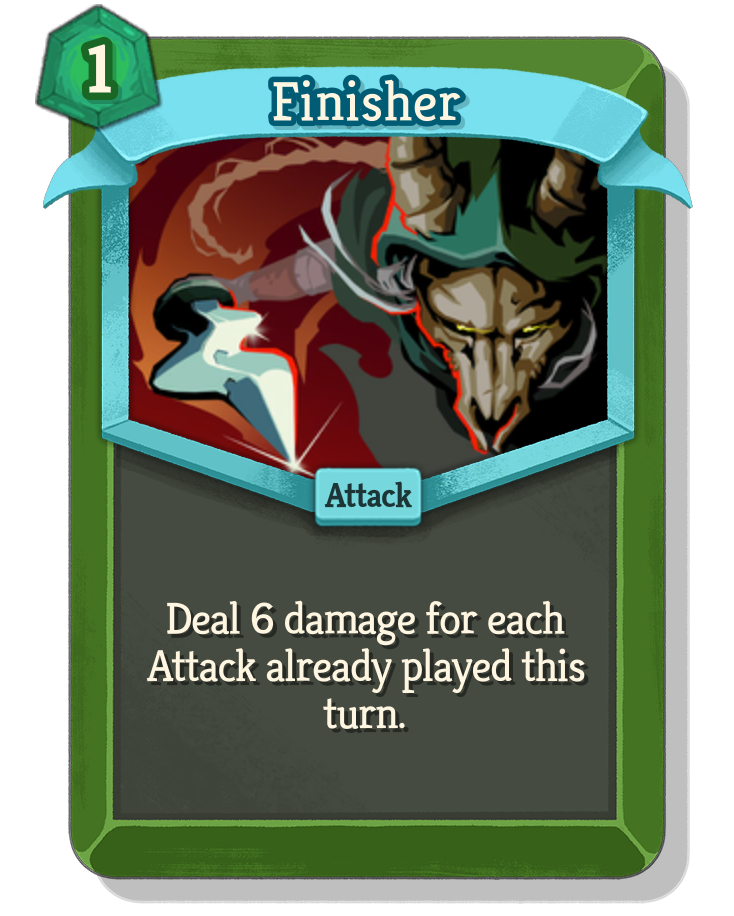 1
Finisher
Attack
Deal 6 damage for each
Attack already played this
turn.